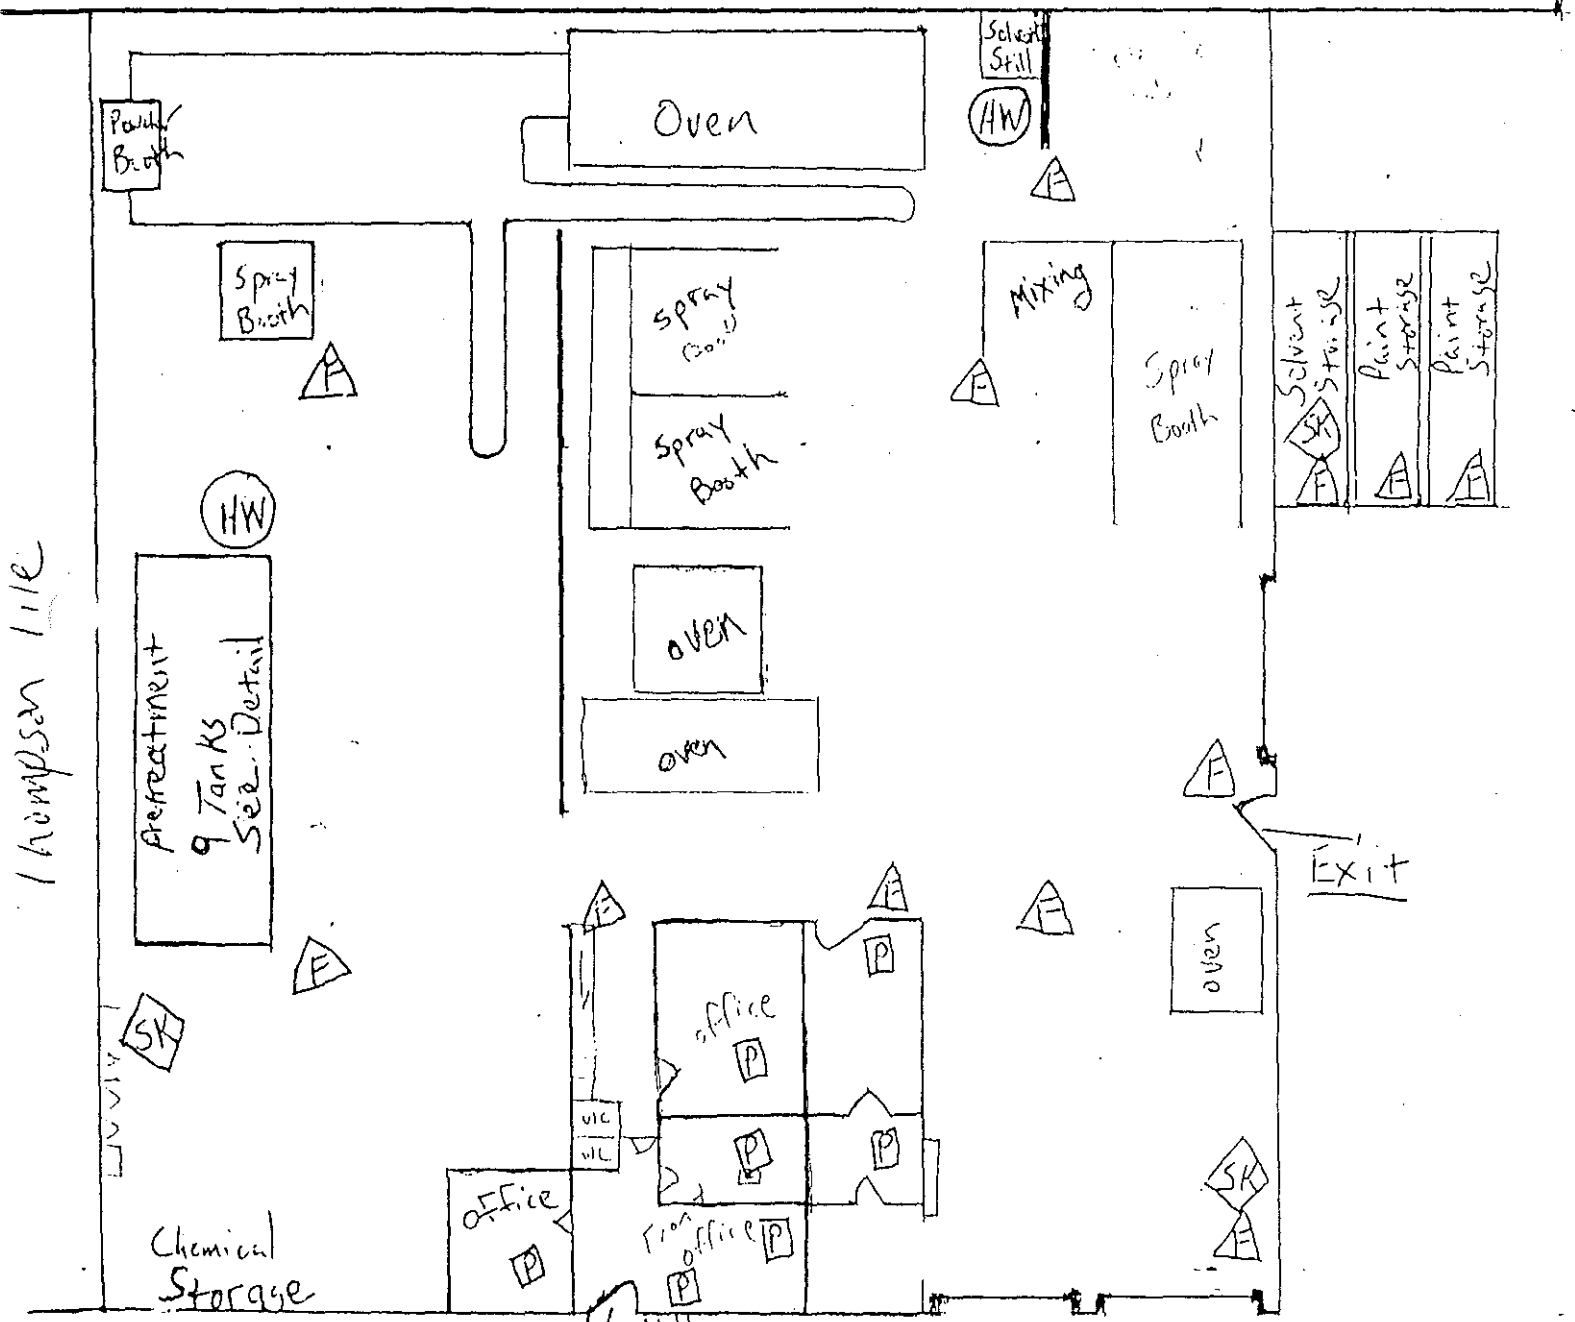 Solvent
Still
Oven
HW
Powder
Booth
F
Spray
Booth
F
Spray
Mixing
F
Spray
Booth
Spray
Booth
Solvent
Storage
Paint
Storage
Paint
Storage
SK
F
F
F
HW
oven
oven
Pretreatment
9 Tanks
See Detail
Thompson
F
Exit
F
F
F
F
P
oven
office
P
SK
P
P
SK
F
office
P
office
P
P
Chemical
Storage